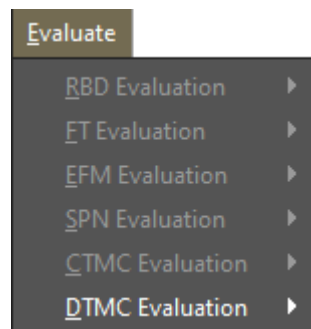 Evaluate
RBD Evaluation
FT Evaluation
EFM Evaluation
SPN Evaluation
CTMC Evaluation
DTMC Evaluation